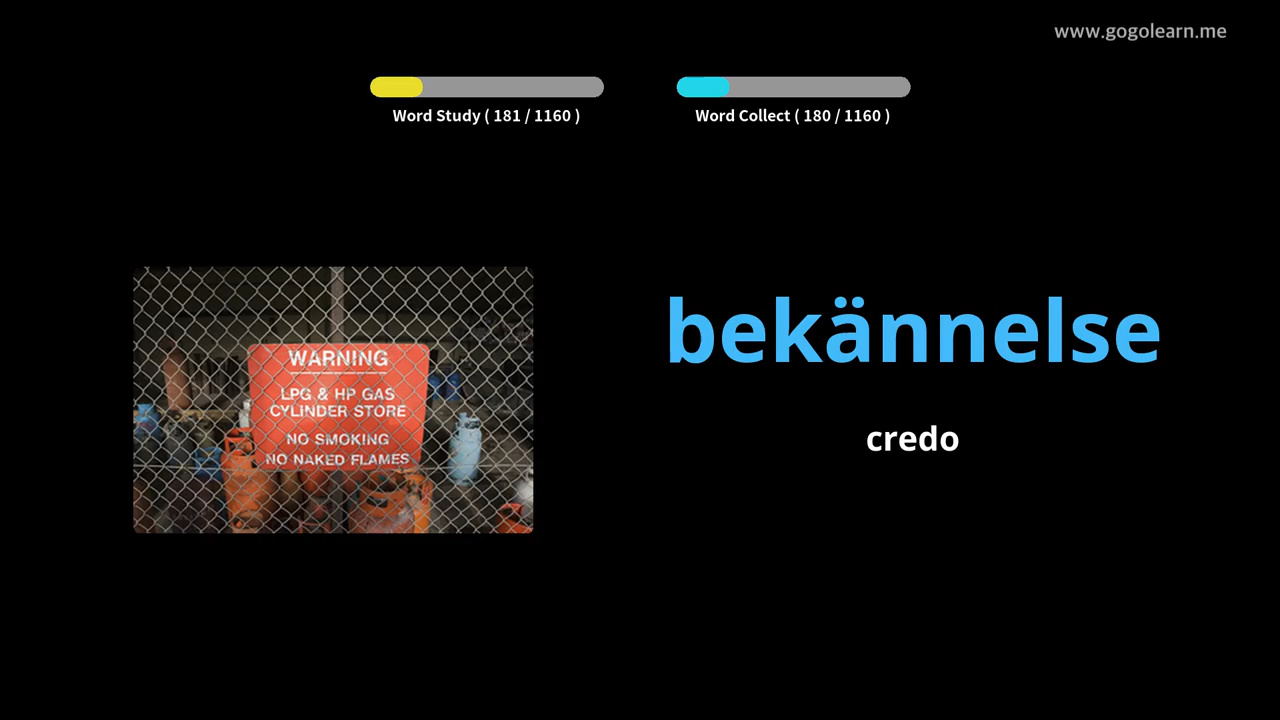 www.gogolearn.me
Word Study ( 181 / 1160 )
Word Collect ( 180 / 1160 )
WARNING
LPG & HP GAS
CYLINDER STORE
NO SMOKING
NO NAKED FLAMES
bekännelse
credo